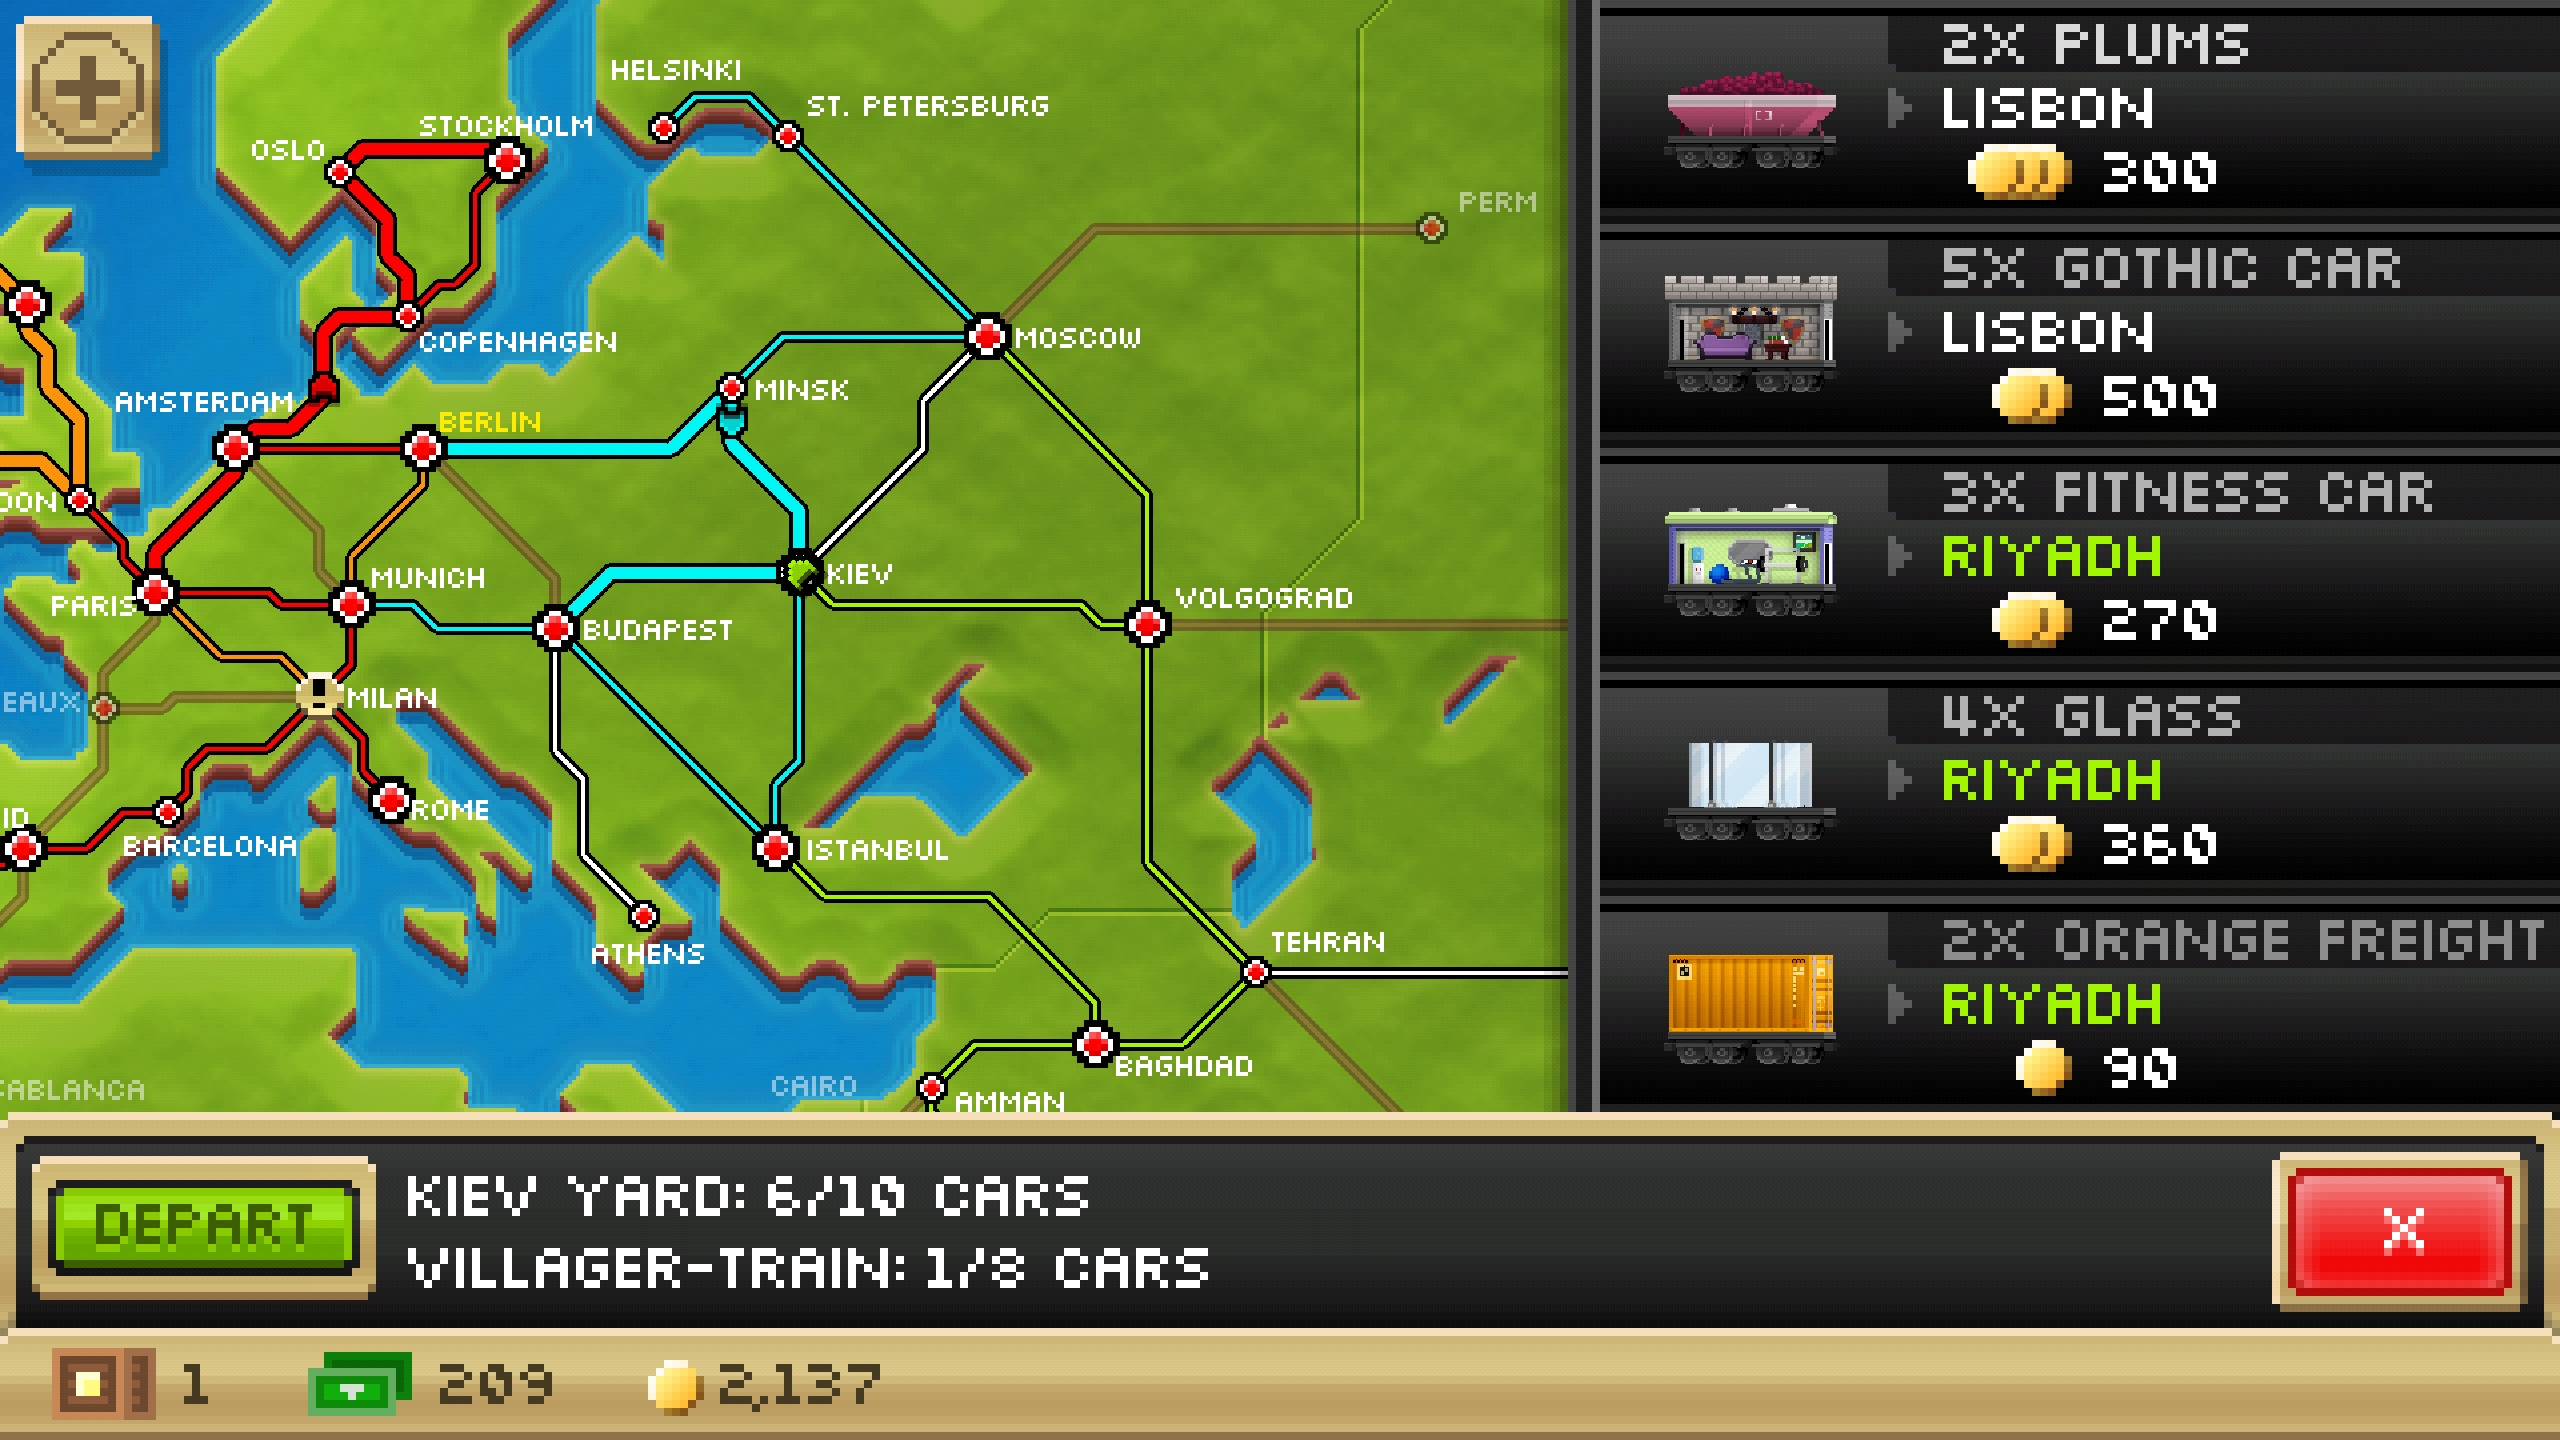 HELSINKI
ST. PETERSBURG
STOCKHOLM
OSLO
PERM
COPENHAGEN
MOSCOW
MINSK
AMSTERDAM
BERLIN
DON
KIEV
MUNICH
PARIS
VOLGOGRAD
BUDAPEST
EAUX
MILAN
ROME
ID
BARCELONA
ISTANBUL
ATHENS
TEHRAN
BAGHDAD
CAIRO
ABLANCA
AMMAN
2X PLUMS
LISBON
300
5X GOTHIC CAR
LISBON
500
3X FITNESS CAR
RIYADH
270
4X GLASS
RIYADH
360
2X ORANGE FREIGHT
RIYADH
90
DEPART
KIEV YARD: 6/10 CARS
VILLAGER-TRAIN: 1/8 CARS
X
1
209
2,137